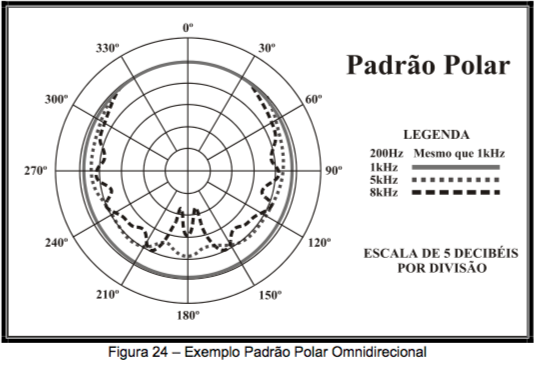 0º
330º
30º
Padrão Polar
300º
60º
LEGENDA
200Hz Mesmo que 1kHz
1kHz
270º
90º
5kHz
8kHz
240º
120º
ESCALA DE 5 DECIBÉIS
POR DIVISÃO
210º
150º
180º
Figura 24 – Exemplo Padrão Polar Omnidirecional